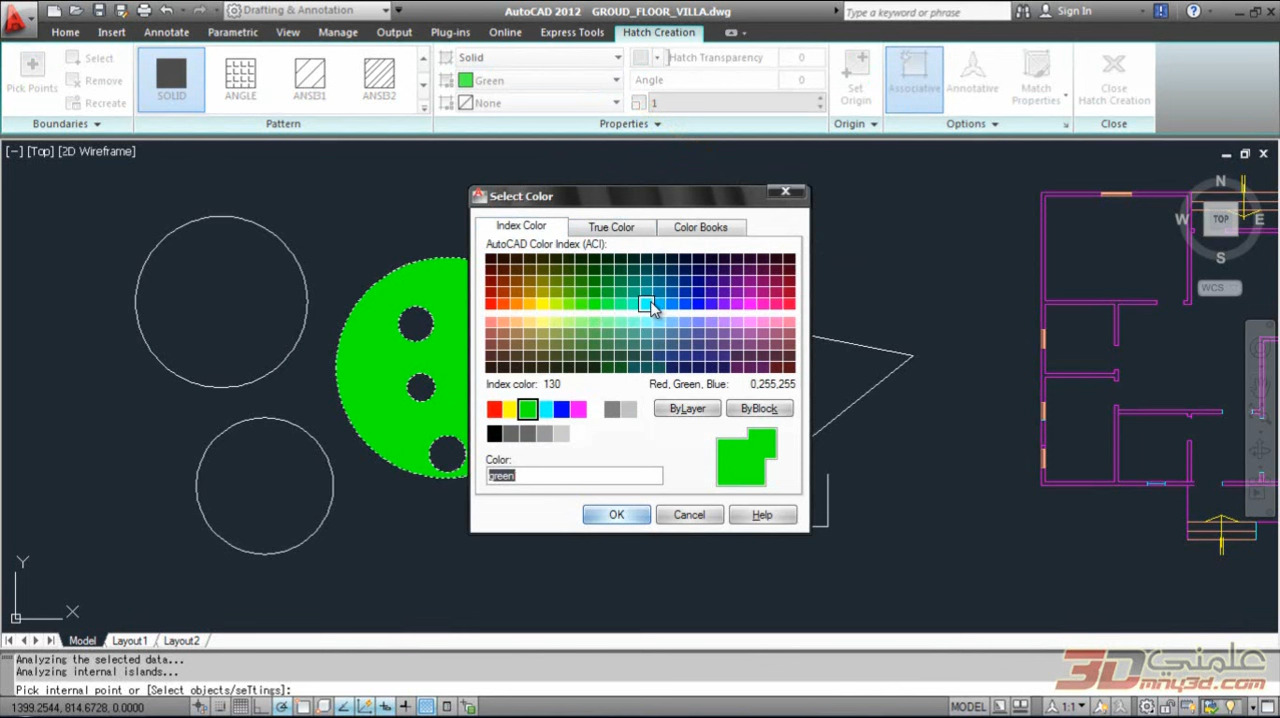 Drafting & Annotation
AutoCAD 2012 GROUD_FLOOR_VILLA.dwg
Type a keyword or phrase
Sign In
Home Insert Annotate Parametric View Manage Output Plug-ins Online Express Tools Hatch Creation
Pick Points
Select
Remove
Recreate
Boundaries
SOLID ANGLE ANSI31 ANSI32
Pattern
Solid
Green
None
Hatch Transparency 0
Angle 0
1
Properties
Set Origin
Origin
Associative
Annotative
Match Properties
Options
Close Hatch Creation
Close
[−] [Top] [2D Wireframe]
N
W TOP E
S
WCS
Select Color
Index Color True Color Color Books
AutoCAD Color Index (ACI):
Index color: 130 Red, Green, Blue: 0,255,255
ByLayer ByBlock
Color:
green
OK Cancel Help
Y
X
Model Layout1 Layout2
Analyzing the selected data...
Analyzing internal islands...
Pick internal point or [Select objects/seTtings]:
1399.2544, 814.6728, 0.0000
MODEL
1:1
3D علمني
mny3d.com